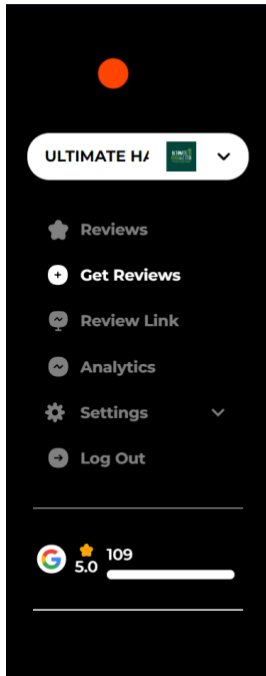 ULTIMATE HA
Reviews
Get Reviews
Review Link
Analytics
Settings
Log Out
109
5.0